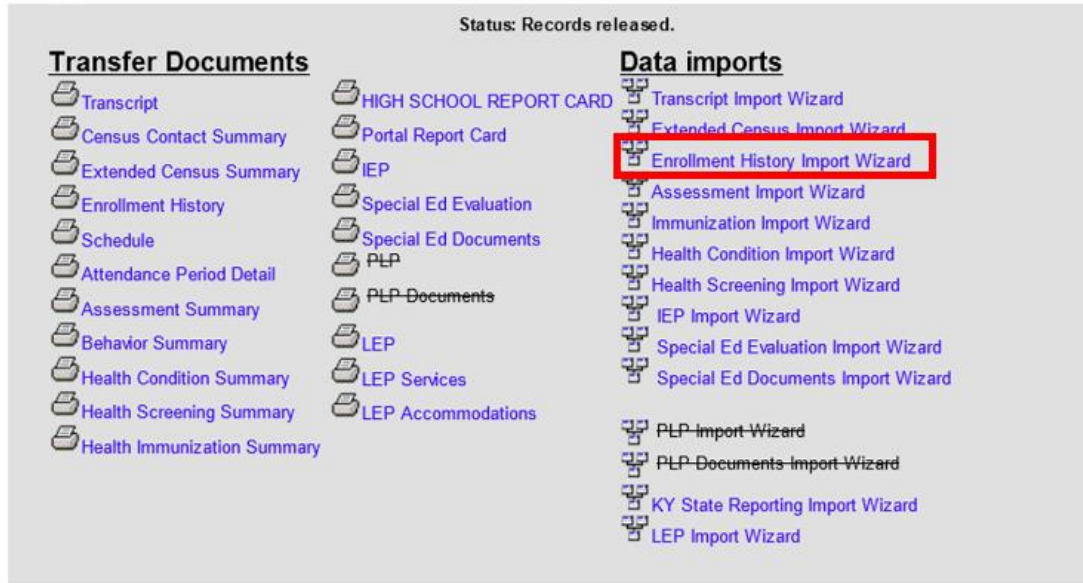 Status: Records released.
Transfer Documents
Transcript
Census Contact Summary
Extended Census Summary
Enrollment History
Schedule
Attendance Period Detail
Assessment Summary
Behavior Summary
Health Condition Summary
Health Screening Summary
Health Immunization Summary
HIGH SCHOOL REPORT CARD
Portal Report Card
IEP
Special Ed Evaluation
Special Ed Documents
PLP
PLP Documents
LEP
LEP Services
LEP Accommodations
Data imports
Transcript Import Wizard
Extended Census Import Wizard
Enrollment History Import Wizard
Assessment Import Wizard
Immunization Import Wizard
Health Condition Import Wizard
Health Screening Import Wizard
IEP Import Wizard
Special Ed Evaluation Import Wizard
Special Ed Documents Import Wizard
PLP Import Wizard
PLP Documents Import Wizard
KY State Reporting Import Wizard
LEP Import Wizard